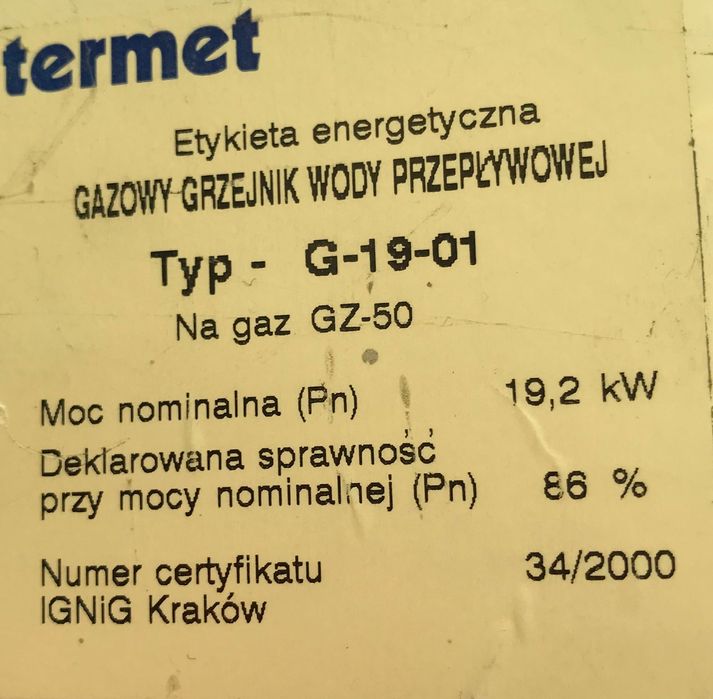 termet
Etykieta energetyczna
GAZOWY GRZEJNIK WODY PRZEPŁYWOWEJ
Typ - G-19-01
Na gaz GZ-50
Moc nominalna (Pn) 19,2 kW
Deklarowana sprawność
przy mocy nominalnej (Pn) 86 %
Numer certyfikatu 34/2000
IGNiG Kraków